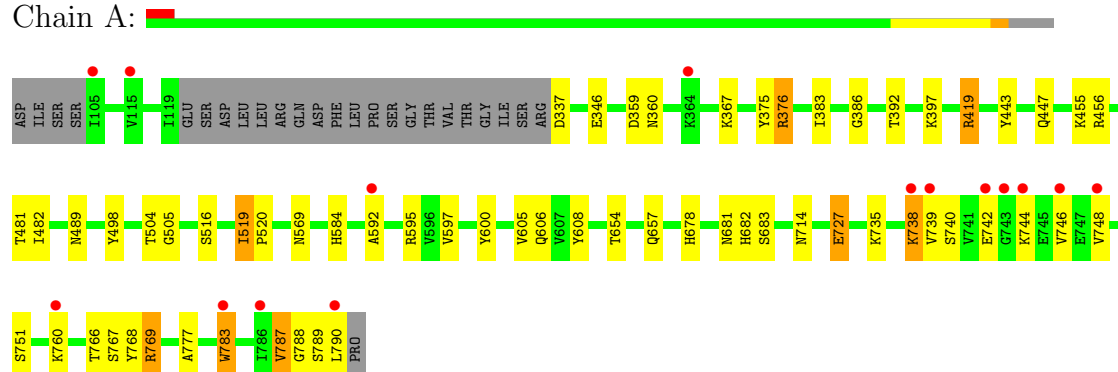 Chain A:
ASP ILE SER SER I105 V115 I119 GLU SER ASP LEU LEU ARG GLN ASP PHE LEU PRO SER GLY THR VAL THR GLY ILE SER ARG D337 E346 D359 N360 K364 K367 Y375 R376 I383 G386 T392 K397 R419 Y443 Q447 K455 R456
T481 I482 N489 Y498 T504 G505 S516 I519 P520 N569 H584 A592 R595 V596 V597 Y600 V605 Q606 V607 Y608 T654 Q657 H678 N681 H682 S683 N714 E727 K735 K738 V739 S740 V741 E742 G743 K744 E745 V746 E747 V748
S751 K760 T766 S767 Y768 R769 A777 W783 I786 V787 G788 S789 L790 PRO